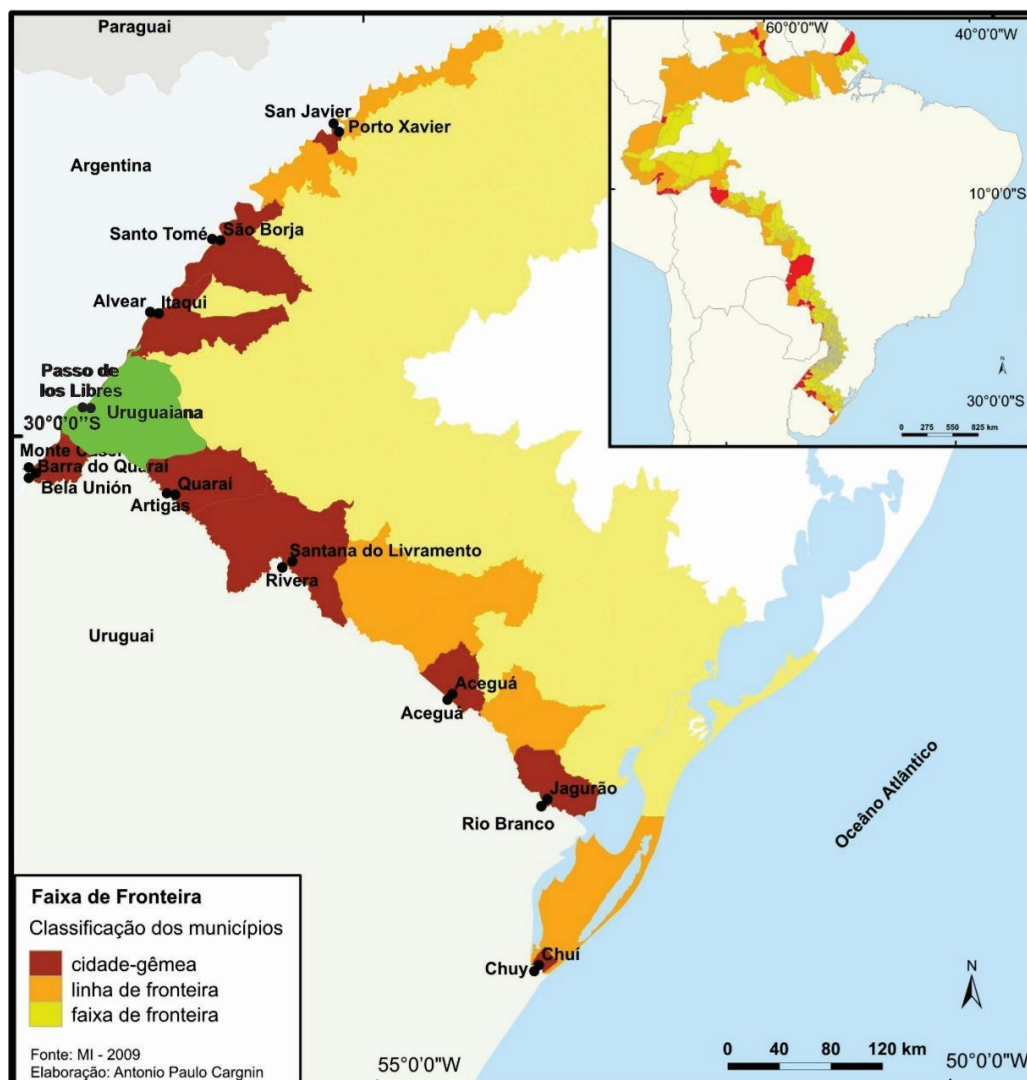 Paraguai
60°0'0"W
40°0'0"W
San Javier
Porto Xavier
Argentina
10°0'0"S
Santo Tomé
São Borja
Alvear
Itaqui
Passo de
los Libres
Uruguaiana
30°0'0''S
30°0'0"S
N
0 275 550 825 km
Monte
Barra do Quaraí
Bela Unión
Quaraí
Artigas
Santana do Livramento
Rivera
Uruguai
Aceguá
Aceguá
Oceâno Atlântico
Jagurão
Rio Branco
Chuí
Chuy
Faixa de Fronteira
Classificação dos municípios
cidade-gêmea
linha de fronteira
faixa de fronteira
Fonte: MI - 2009
Elaboração: Antonio Paulo Cargnin
N
0 40 80 120 km
55°0'0"W
50°0'0"W